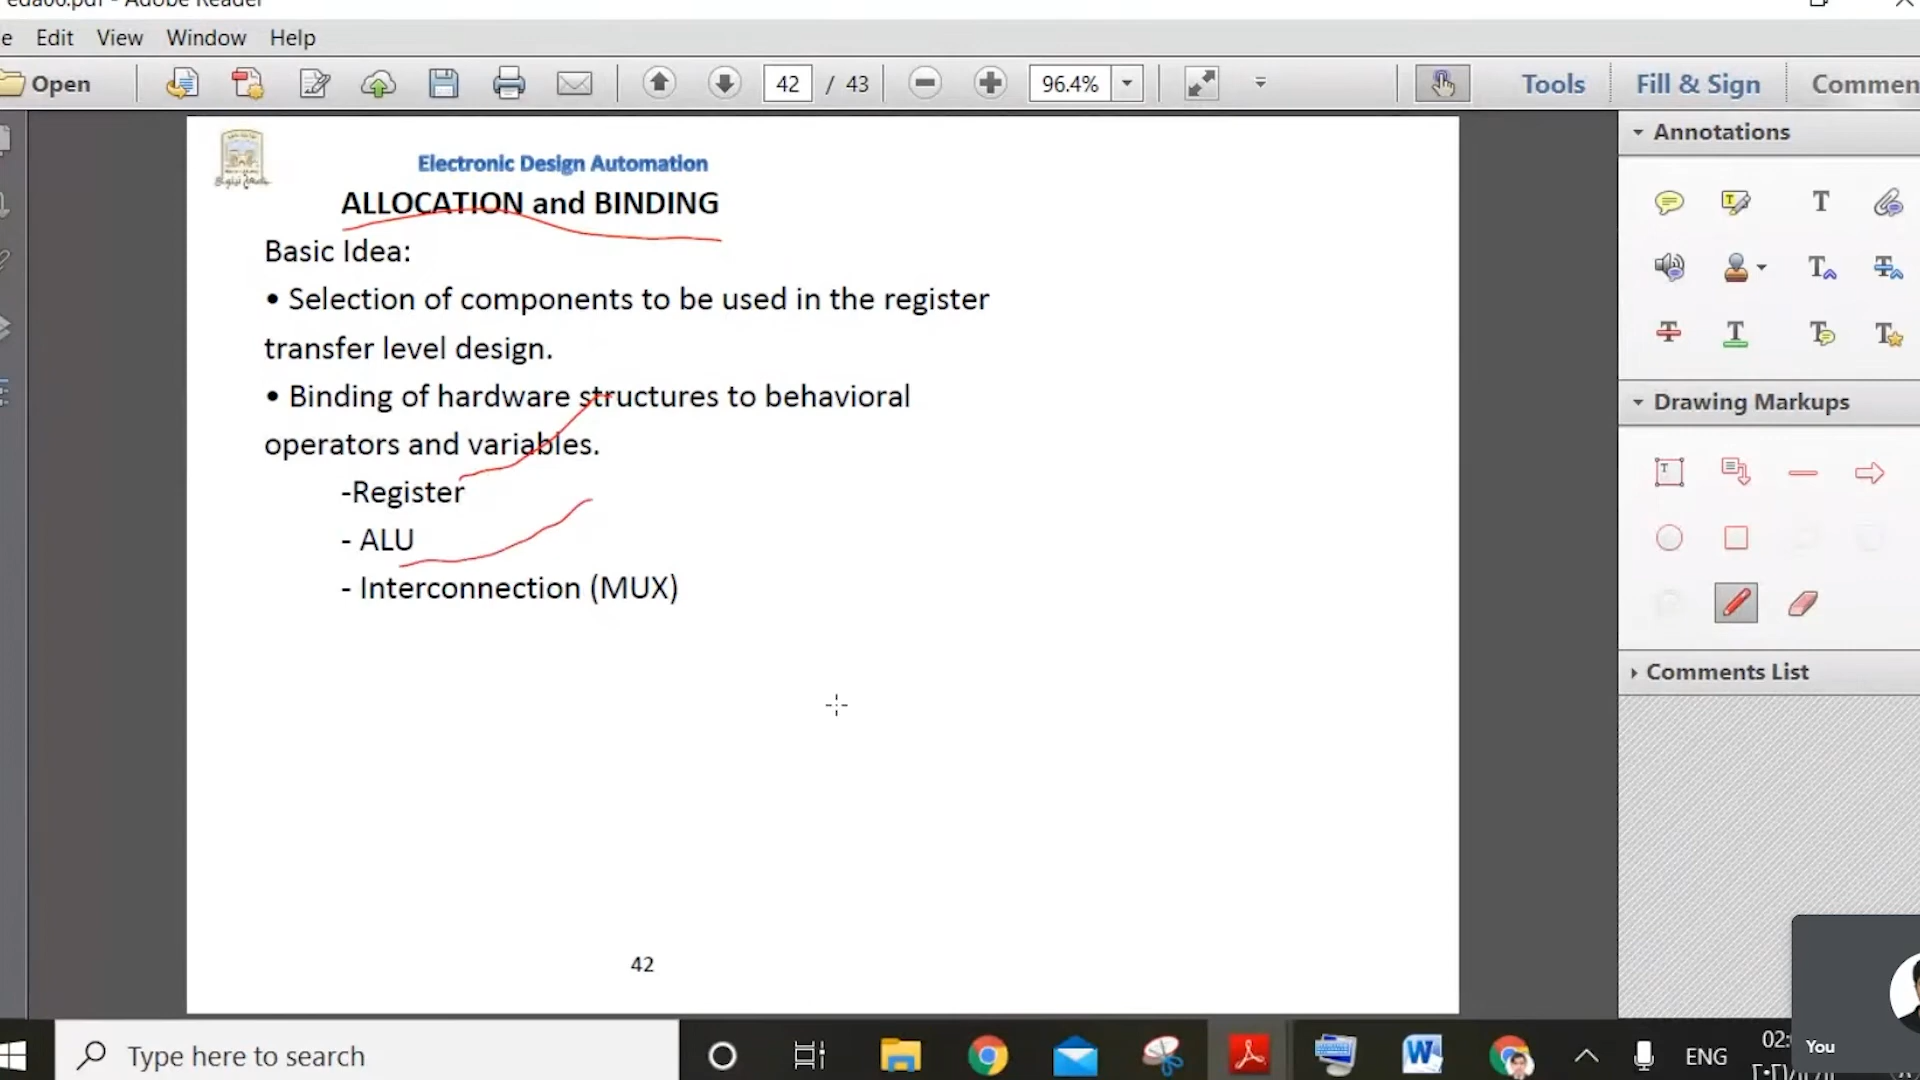 Edit View Window Help
Open 42 / 43 96.4% Tools Fill & Sign Commen
Annotations
Electronic Design Automation
ALLOCATION and BINDING
Basic Idea:
• Selection of components to be used in the register
transfer level design.
• Binding of hardware structures to behavioral
operators and variables.
-Register
- ALU
- Interconnection (MUX)
42
Drawing Markups
Comments List
Type here to search
ENG
02:
You